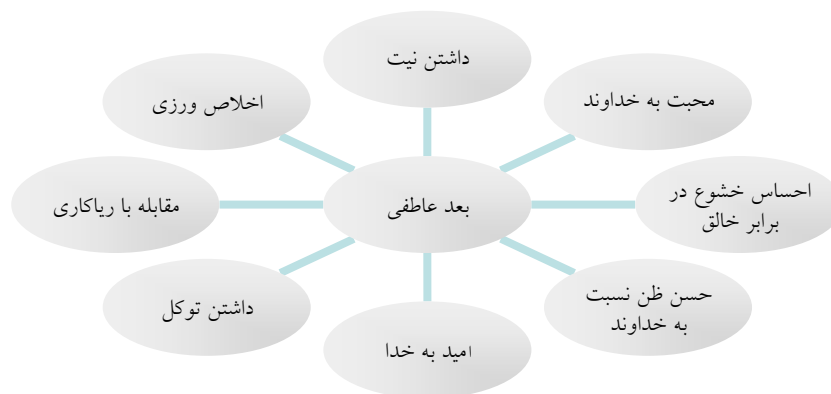 داشتن نیت
محبت به خداوند
اخلاص ورزی
احساس خشوع در
برابر خالق
بعد عاطفی
مقابله با ریاکاری
حسن ظن نسبت
به خداوند
داشتن توکل
امید به خدا